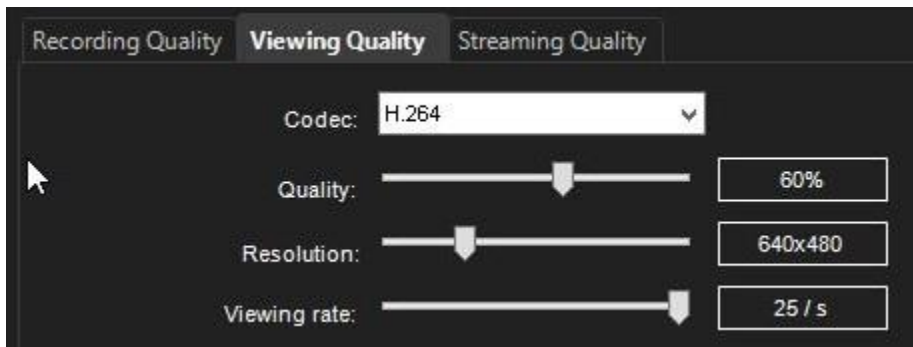 Recording Quality Viewing Quality Streaming Quality
Codec: H.264
Quality: 60%
Resolution: 640x480
Viewing rate: 25 / s